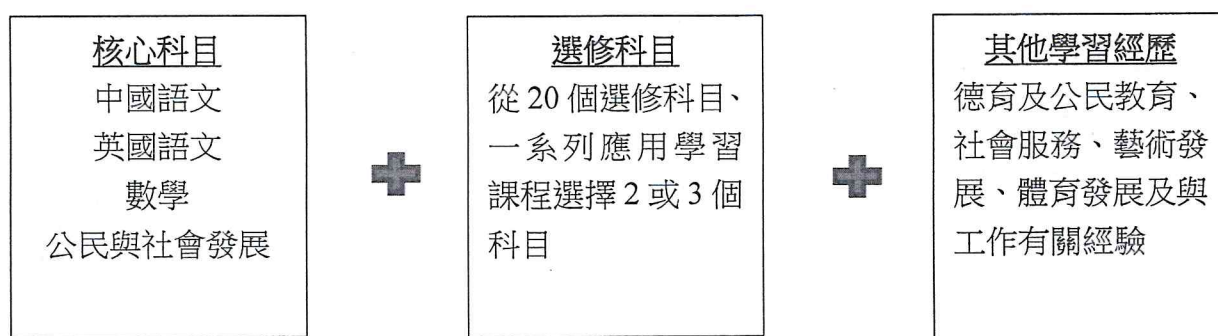 核心科目
中國語文
英國語文
數學
公民與社會發展
選修科目
從 20 個選修科目、
一系列應用學習
課程選擇 2 或 3 個
科目
其他學習經歷
德育及公民教育、
社會服務、藝術發
展、體育發展及與
工作有關經驗